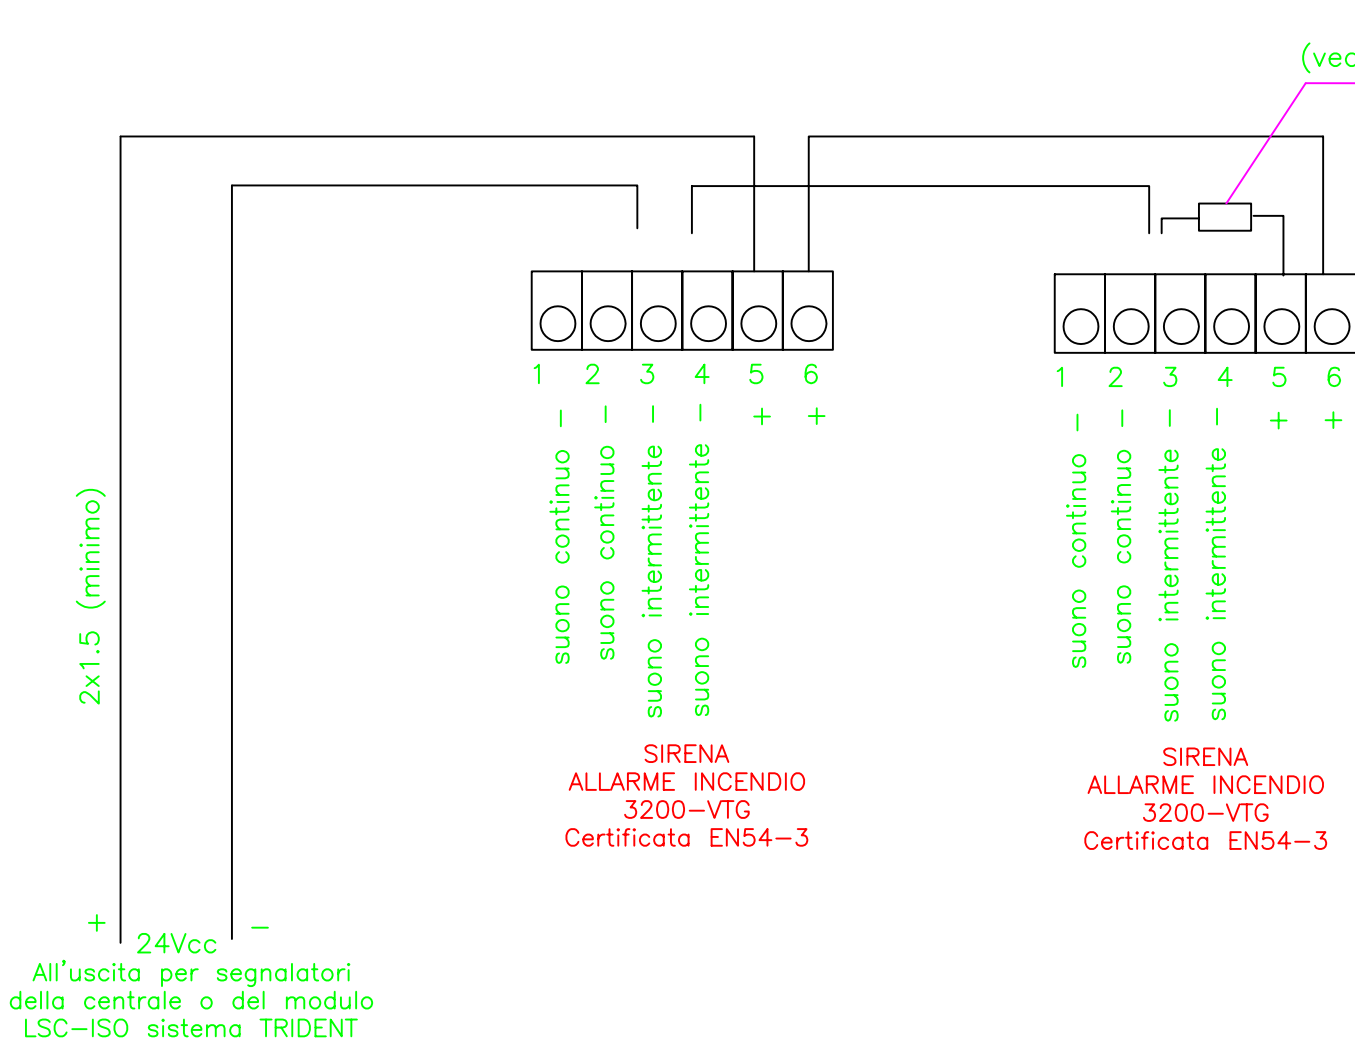 (ved
1 2 3 4 5 6
suono continuo −
suono continuo −
suono intermittente −
suono intermittente −
+ +
SIRENA
ALLARME INCENDIO
3200−VTG
Certificata EN54−3
1 2 3 4 5 6
suono continuo −
suono continuo −
suono intermittente −
suono intermittente −
+ +
SIRENA
ALLARME INCENDIO
3200−VTG
Certificata EN54−3
2x1.5 (minimo)
+ 24Vcc −
All'uscita per segnalatori
della centrale o del modulo
LSC−ISO sistema TRIDENT